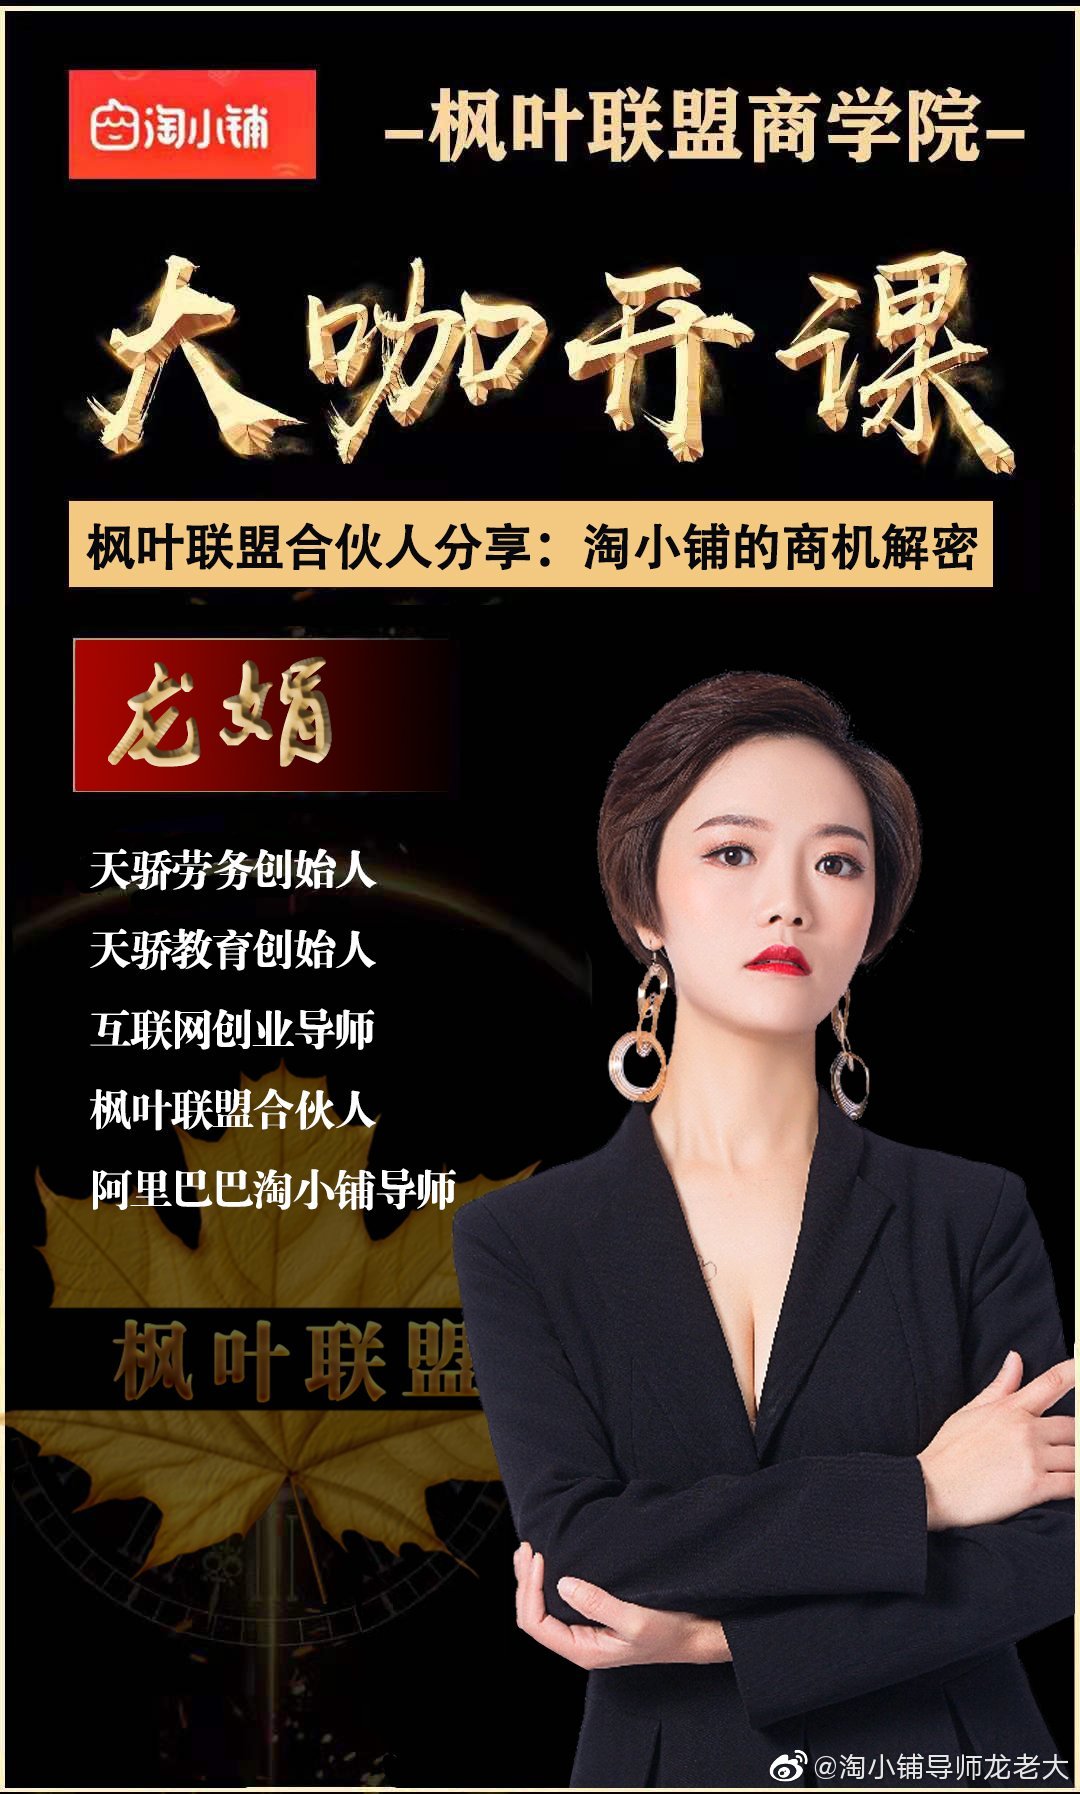 淘小铺
–枫叶联盟商学院–
大咖开课
枫叶联盟合伙人分享：淘小铺的商机解密
龙娟
天骄劳务创始人
天骄教育创始人
互联网创业导师
枫叶联盟合伙人
阿里巴巴淘小铺导师
枫叶联盟
@淘小铺导师龙老大